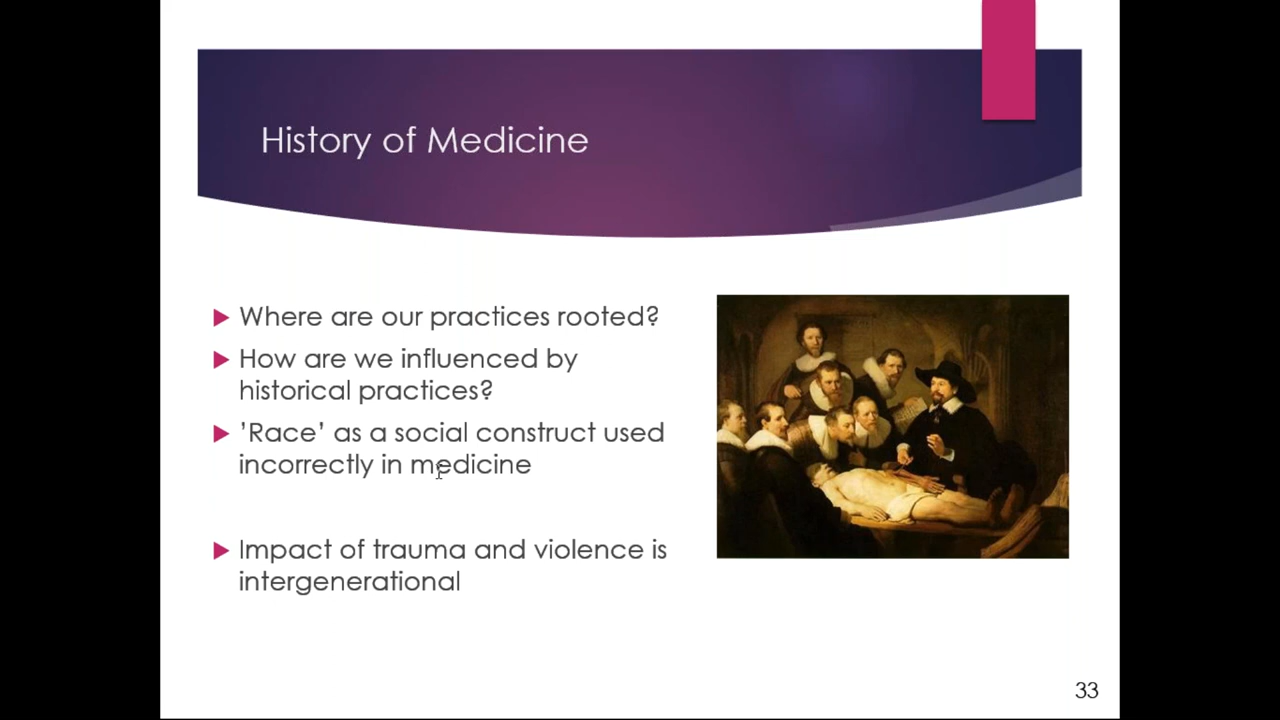 History of Medicine
Where are our practices rooted?
How are we influenced by
historical practices?
’Race’ as a social construct used
incorrectly in medicine
Impact of trauma and violence is
intergenerational
33